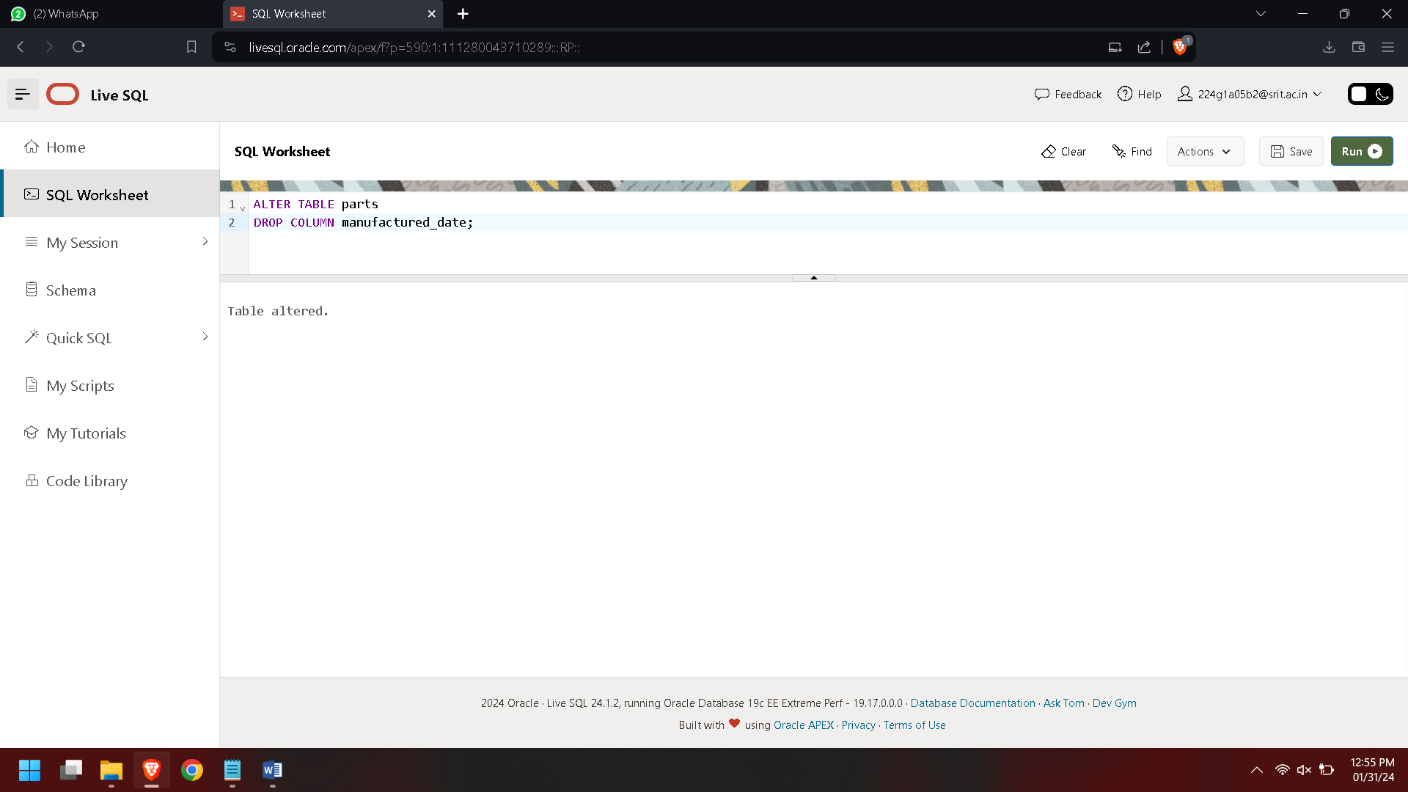 (2) WhatsApp
SQL Worksheet
livesql.oracle.com/apex/f?p=590:1:111280043710289:::RP::
1
Live SQL
Feedback
Help
224g1a05b2@srit.ac.in
Home
SQL Worksheet
My Session
Schema
Quick SQL
My Scripts
My Tutorials
Code Library
SQL Worksheet
Clear
Find
Actions
Save
Run
1 ALTER TABLE parts
2 DROP COLUMN manufactured_date;
Table altered.
2024 Oracle · Live SQL 24.1.2, running Oracle Database 19c EE Extreme Perf - 19.17.0.0.0 · Database Documentation · Ask Tom · Dev Gym
Built with ❤ using Oracle APEX · Privacy · Terms of Use
12:55 PM
01/31/24